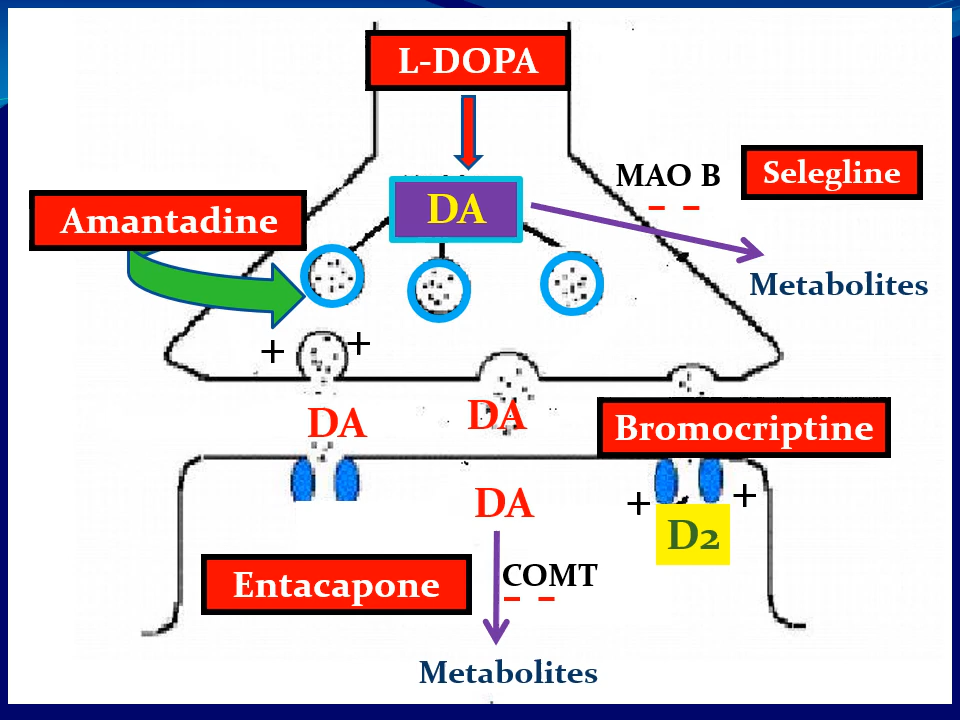 L-DOPA
MAO B
Selegline
– –
Amantadine
DA
Metabolites
+ +
DA
DA
Bromocriptine
DA
+ +
D2
Entacapone
COMT
– –
Metabolites